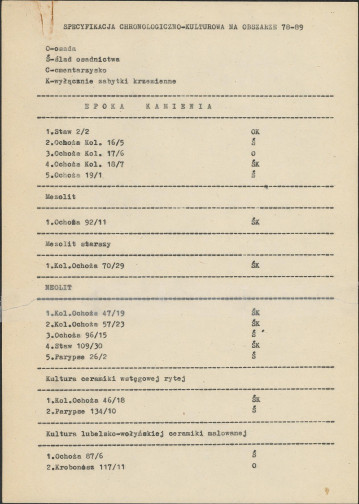 SPECYFIKACJA CHRONOLOGICZNO-KULTUROWA NA OBSZARZE 78-89
O-osada
Ś-ślad osadnictwa
C-cmentarzysko
K-wyłącznie zabytki krzemienne
EPOKA KAMIENIA
1.Staw 2/2 OK
2.Ochoża Kol. 16/5 Ś
3.Ochoża Kol. 17/6 O
4.Ochoża Kol. 18/7 ŚK
5.Ochoża 19/1 Ś
Mezolit
1.Ochoża 92/11 ŚK
Mezolit starszy
1.Kol.Ochoża 70/29 ŚK
NEOLIT
1.Kol.Ochoża 47/19 ŚK
2.Kol.Ochoża 57/23 ŚK
3.Ochoża 96/15 Ś
4.Staw 109/30 ŚK
5.Parypse 26/2 Ś
Kultura ceramiki wstęgowej rytej
1.Kol.Ochoża 46/18 ŚK
2.Parypse 134/10 Ś
Kultura lubelsko-wołyńskiej ceramiki malowanej
1.Ochoża 87/6 Ś
2.Krobonosz 117/11 O